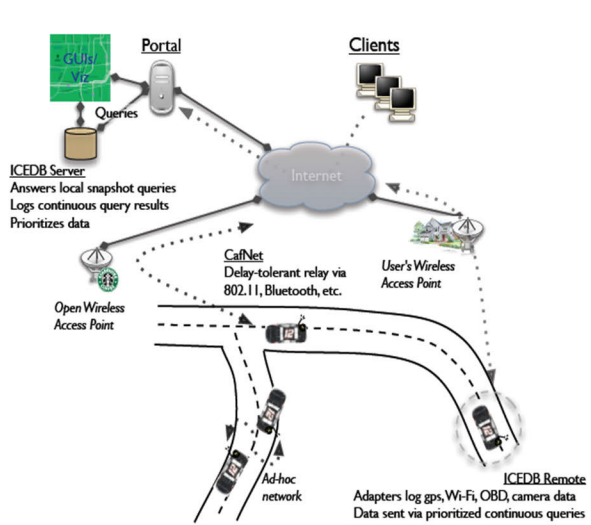 Portal
Clients
GUIs/
Viz
Queries
Internet
ICEDB Server
Answers local snapshot queries
Logs continuous query results
Prioritizes data
CafNet
Delay-tolerant relay via
802.11, Bluetooth, etc.
User's Wireless
Access Point
Open Wireless
Access Point
Ad-hoc
network
ICEDB Remote
Adapters log gps, Wi-Fi, OBD, camera data
Data sent via prioritized continuous queries